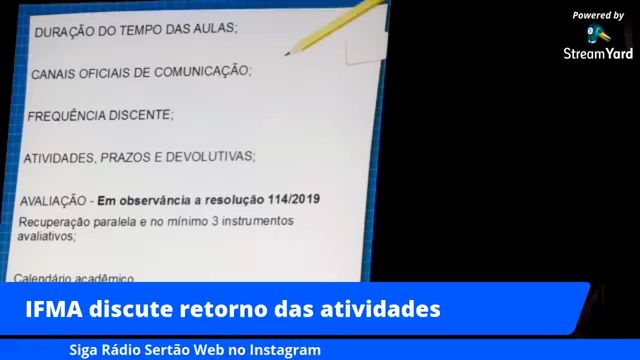 Powered by
StreamYard
DURAÇÃO DO TEMPO DAS AULAS;
CANAIS OFICIAIS DE COMUNICAÇÃO;
FREQUÊNCIA DISCENTE;
ATIVIDADES, PRAZOS E DEVOLUTIVAS;
AVALIAÇÃO - Em observância a resolução 114/2019
Recuperação paralela e no mínimo 3 instrumentos
avaliativos;
Calendário acadêmico
IFMA discute retorno das atividades
Siga Rádio Sertão Web no Instagram